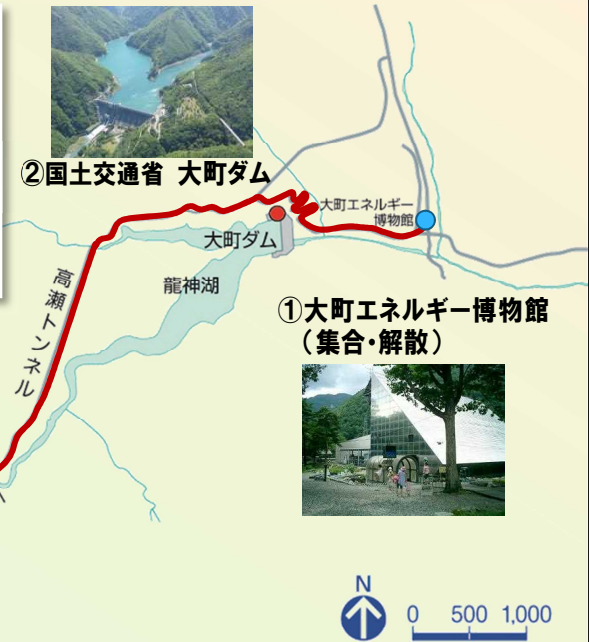 ②国土交通省 大町ダム
大町エネルギー
博物館
大町ダム
龍神湖
高瀬トンネル
①大町エネルギー博物館
（集合・解散）
N
0 500 1,000